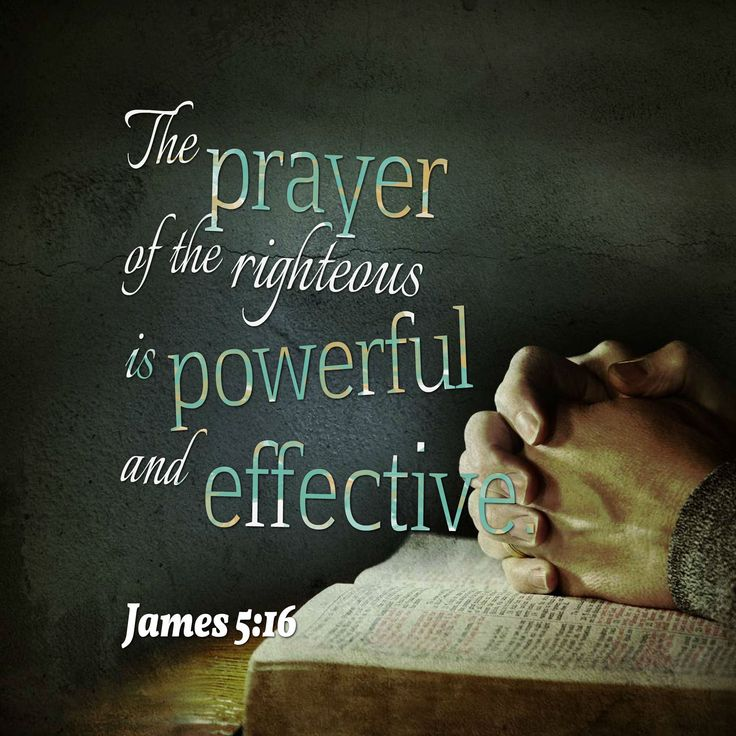 The prayer
of the righteous
is powerful
and effective.
James 5:16